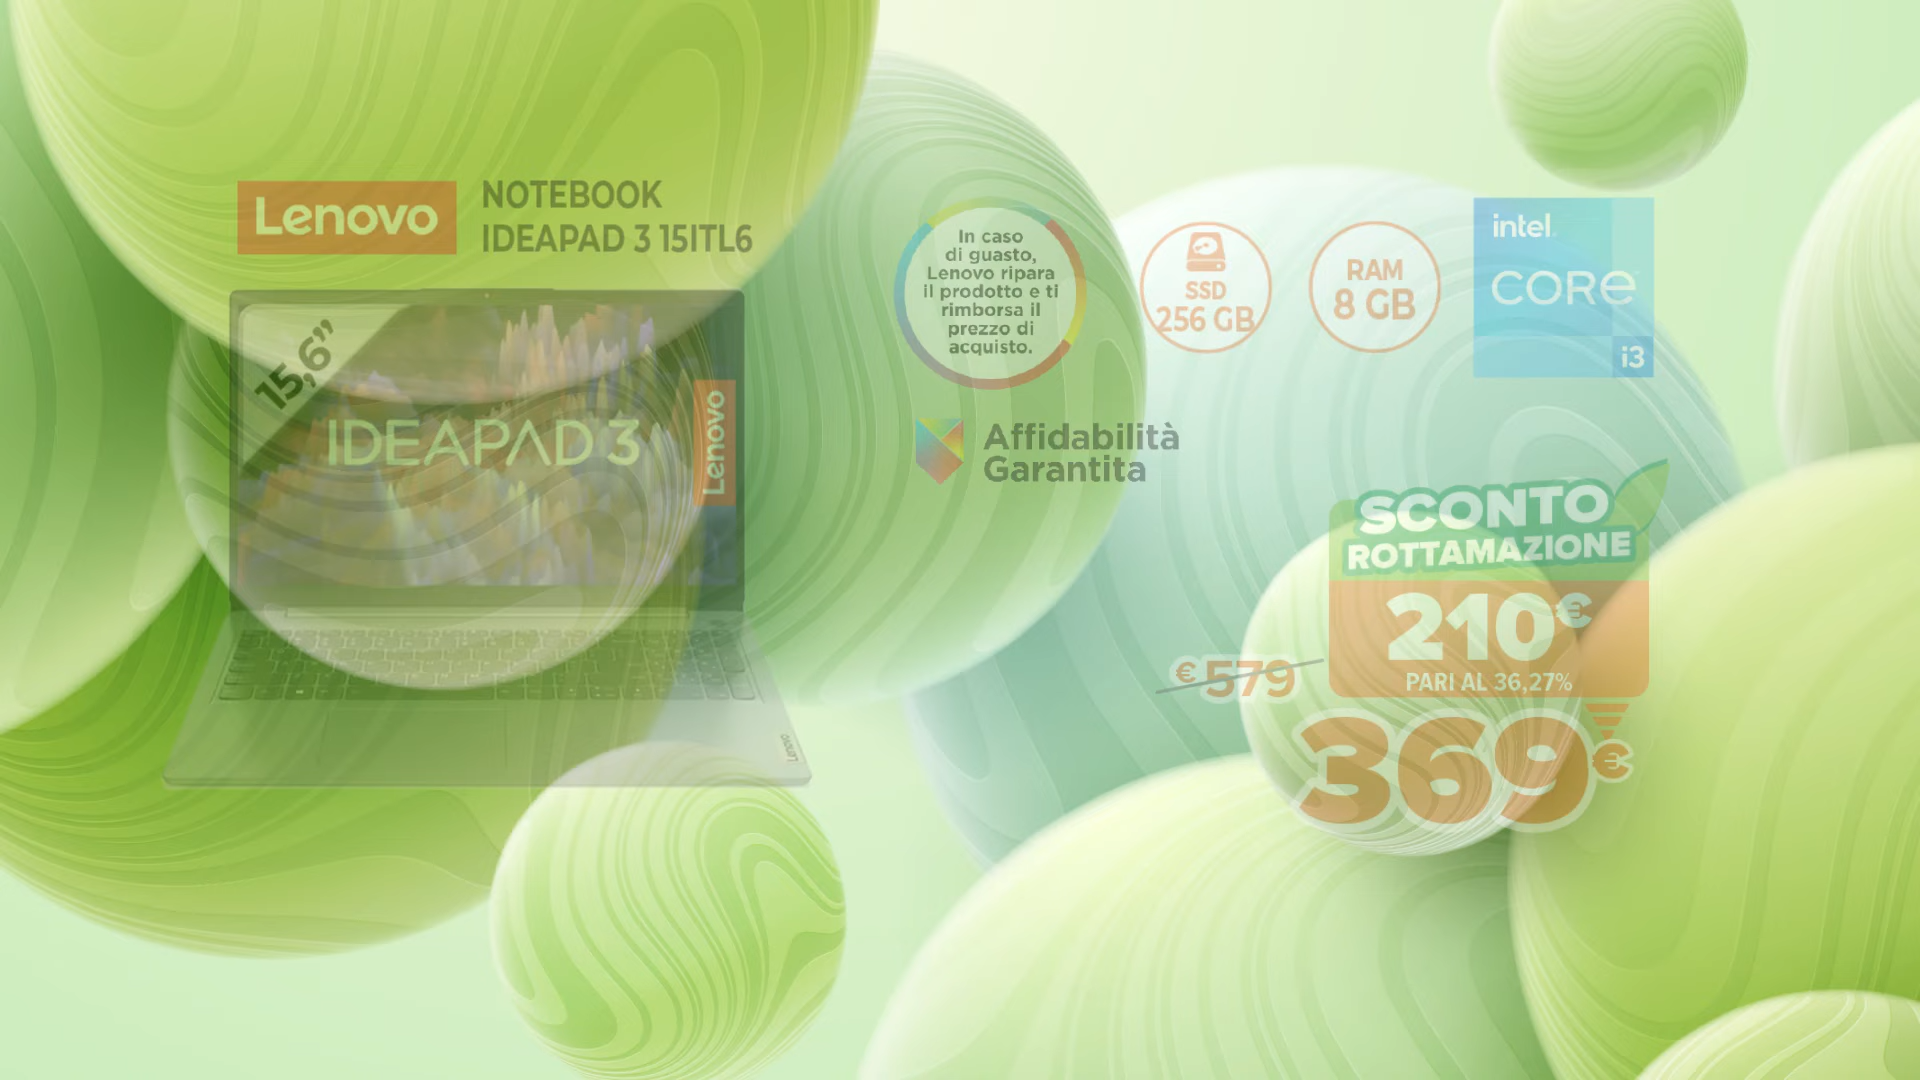 Lenovo
NOTEBOOK
IDEAPAD 3 15ITL6
15,6”
IDEAPAD 3
Lenovo
Lenovo
In caso
di guasto,
Lenovo ripara
il prodotto e ti
rimborsa il
prezzo di
acquisto.
Affidabilità
Garantita
SSD
256 GB
RAM
8 GB
intel
CORe
i3
SCONTO
ROTTAMAZIONE
210€
PARI AL 36,27%
€ 579
369€